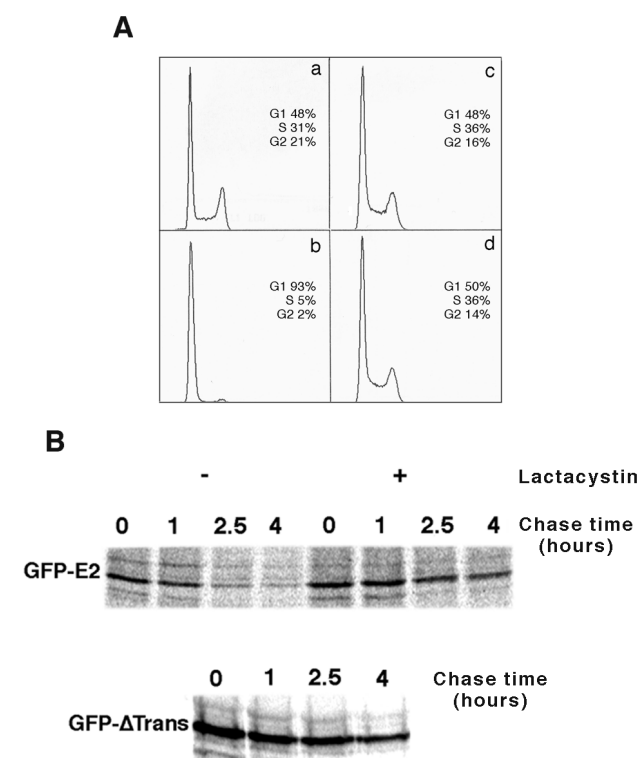 A
a
G1 48%
S 31%
G2 21%
c
G1 48%
S 36%
G2 16%
b
G1 93%
S 5%
G2 2%
d
G1 50%
S 36%
G2 14%
B
- + Lactacystin
0 1 2.5 4 0 1 2.5 4 Chase time
(hours)
GFP-E2
0 1 2.5 4 Chase time
(hours)
GFP-ΔTrans